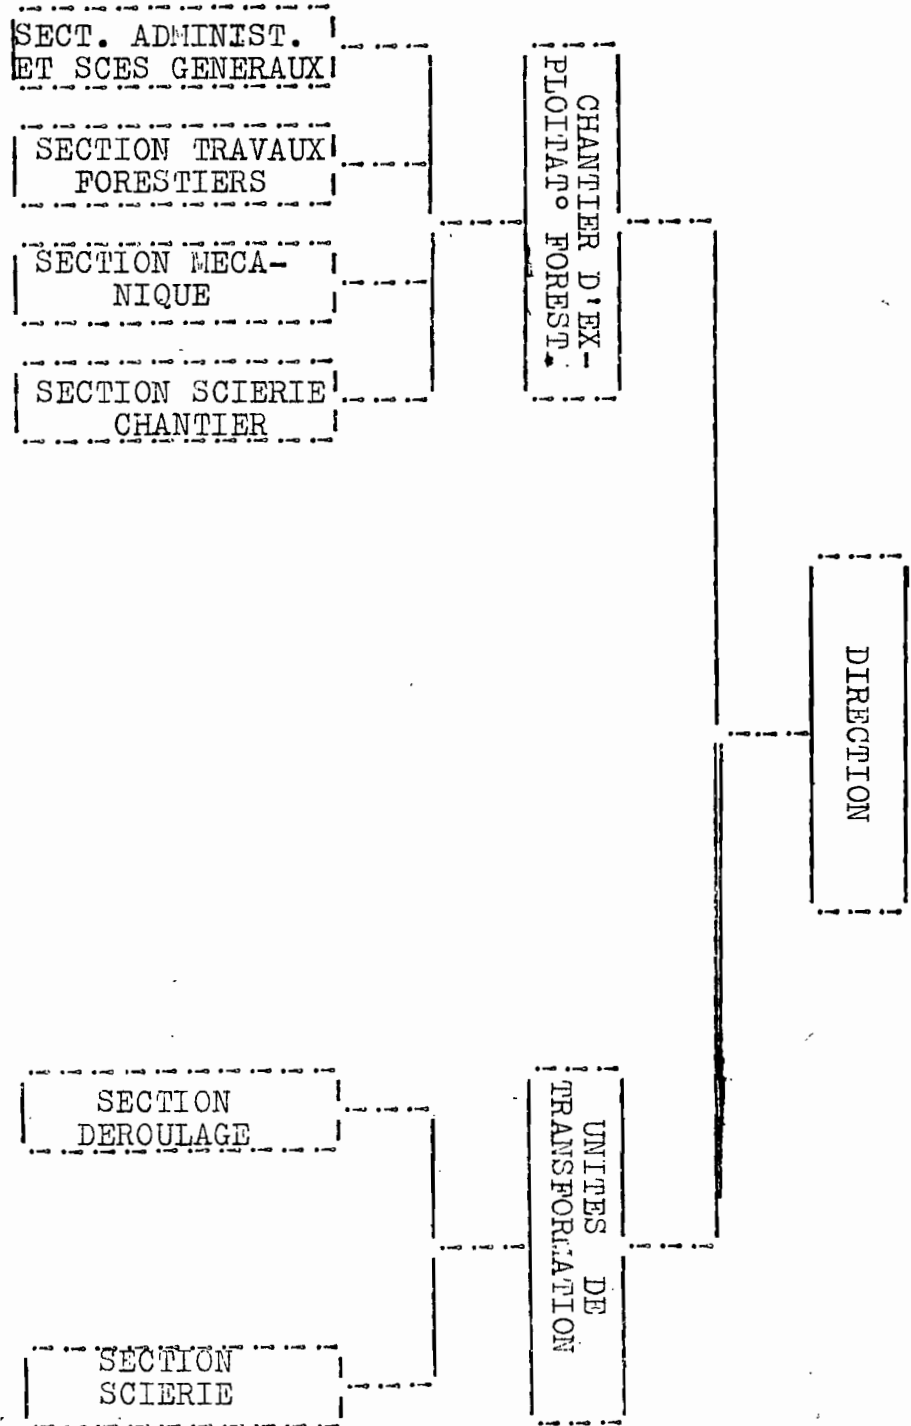 SECT. ADMINIST.
ET SCES GENERAUX
SECTION TRAVAUX
FORESTIERS
SECTION MECA-
NIQUE
SECTION SCIERIE
CHANTIER
CHANTIER D'EX-
PLOITAT° FOREST.
DIRECTION
SECTION
DEROULAGE
UNITES DE
TRANSFORMATION
SECTION
SCIERIE